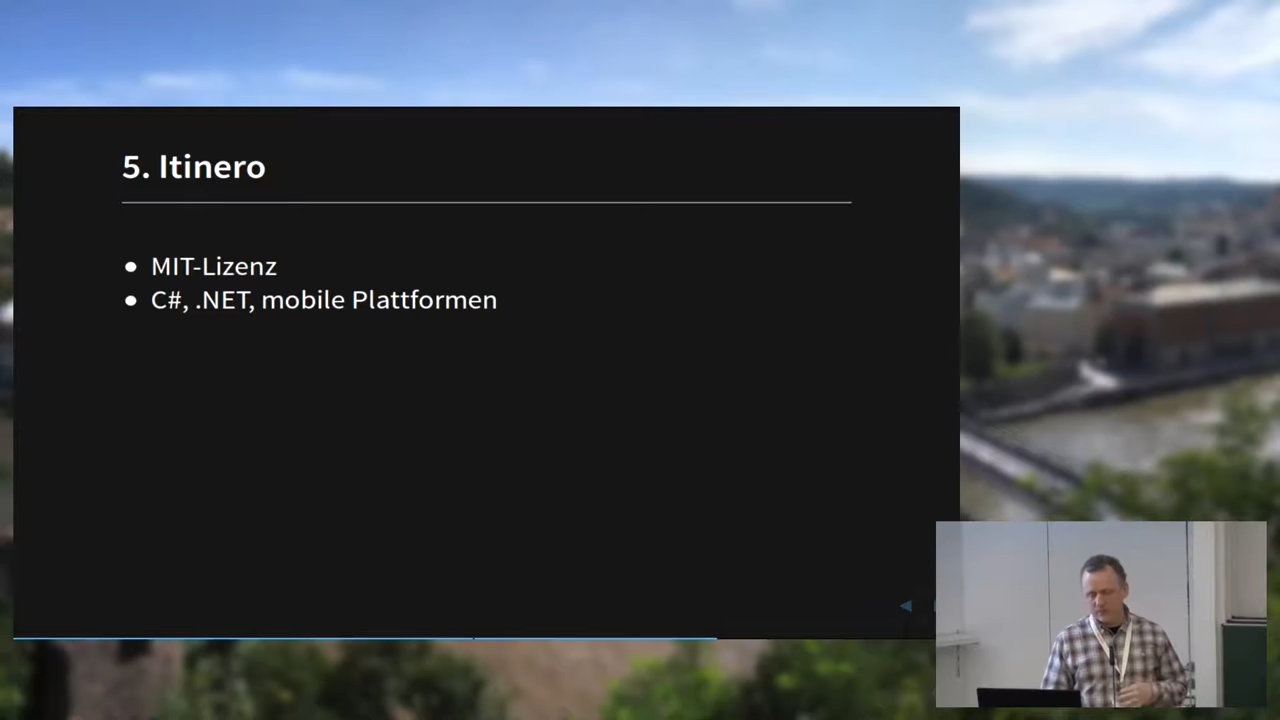 5. Itinero
MIT-Lizenz
C#, .NET, mobile Plattformen